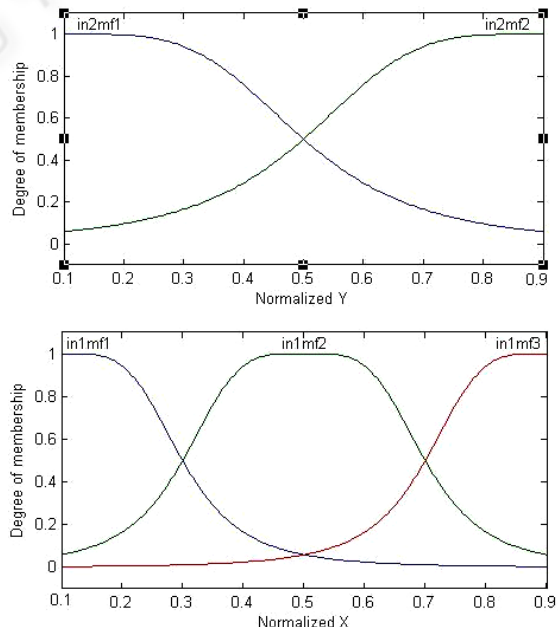 in2mf1 in2mf2
1
0.8
0.6
0.4
0.2
0
Degree of membership
0.1 0.2 0.3 0.4 0.5 0.6 0.7 0.8 0.9
Normalized Y
in1mf1 in1mf2 in1mf3
1
0.8
0.6
0.4
0.2
0
Degree of membership
0.1 0.2 0.3 0.4 0.5 0.6 0.7 0.8 0.9
Normalized X